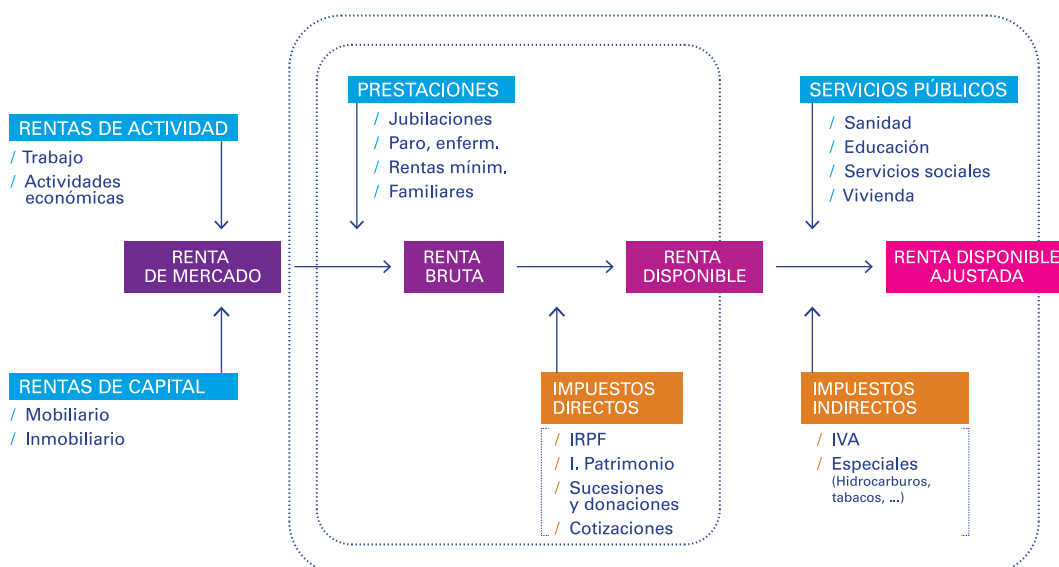 RENTAS DE ACTIVIDAD
/ Trabajo
/ Actividades
económicas
PRESTACIONES
/ Jubilaciones
/ Paro, enferm.
/ Rentas mínim.
/ Familiares
SERVICIOS PÚBLICOS
/ Sanidad
/ Educación
/ Servicios sociales
/ Vivienda
RENTA
DE MERCADO
RENTA
BRUTA
RENTA
DISPONIBLE
RENTA DISPONIBLE
AJUSTADA
RENTAS DE CAPITAL
/ Mobiliario
/ Inmobiliario
IMPUESTOS
DIRECTOS
/ IRPF
/ I. Patrimonio
/ Sucesiones
y donaciones
/ Cotizaciones
IMPUESTOS
INDIRECTOS
/ IVA
/ Especiales
(Hidrocarburos,
tabacos, ...)